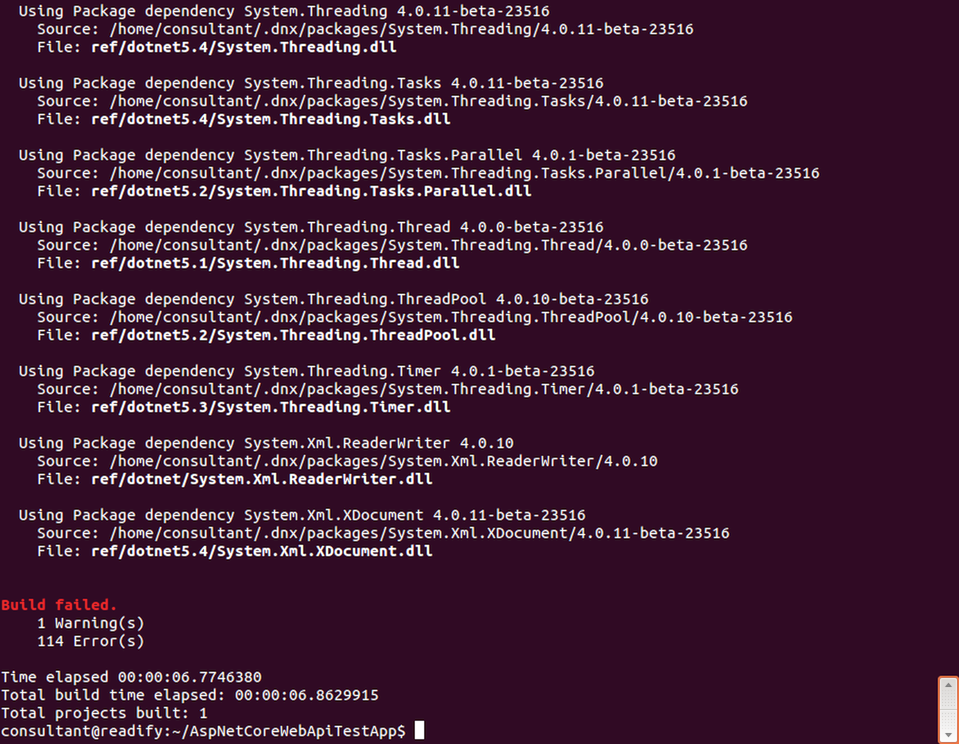 Using Package dependency System.Threading 4.0.11-beta-23516
Source: /home/consultant/.dnx/packages/System.Threading/4.0.11-beta-23516
File: ref/dotnet5.4/System.Threading.dll
Using Package dependency System.Threading.Tasks 4.0.11-beta-23516
Source: /home/consultant/.dnx/packages/System.Threading.Tasks/4.0.11-beta-23516
File: ref/dotnet5.4/System.Threading.Tasks.dll
Using Package dependency System.Threading.Tasks.Parallel 4.0.1-beta-23516
Source: /home/consultant/.dnx/packages/System.Threading.Tasks.Parallel/4.0.1-beta-23516
File: ref/dotnet5.2/System.Threading.Tasks.Parallel.dll
Using Package dependency System.Threading.Thread 4.0.0-beta-23516
Source: /home/consultant/.dnx/packages/System.Threading.Thread/4.0.0-beta-23516
File: ref/dotnet5.1/System.Threading.Thread.dll
Using Package dependency System.Threading.ThreadPool 4.0.10-beta-23516
Source: /home/consultant/.dnx/packages/System.Threading.ThreadPool/4.0.10-beta-23516
File: ref/dotnet5.2/System.Threading.ThreadPool.dll
Using Package dependency System.Threading.Timer 4.0.1-beta-23516
Source: /home/consultant/.dnx/packages/System.Threading.Timer/4.0.1-beta-23516
File: ref/dotnet5.3/System.Threading.Timer.dll
Using Package dependency System.Xml.ReaderWriter 4.0.10
Source: /home/consultant/.dnx/packages/System.Xml.ReaderWriter/4.0.10
File: ref/dotnet/System.Xml.ReaderWriter.dll
Using Package dependency System.Xml.XDocument 4.0.11-beta-23516
Source: /home/consultant/.dnx/packages/System.Xml.XDocument/4.0.11-beta-23516
File: ref/dotnet5.4/System.Xml.XDocument.dll
Build failed.
1 Warning(s)
114 Error(s)
Time elapsed 00:00:06.7746380
Total build time elapsed: 00:00:06.8629915
Total projects built: 1
consultant@readify:~/AspNetCoreWebApiTestApp$